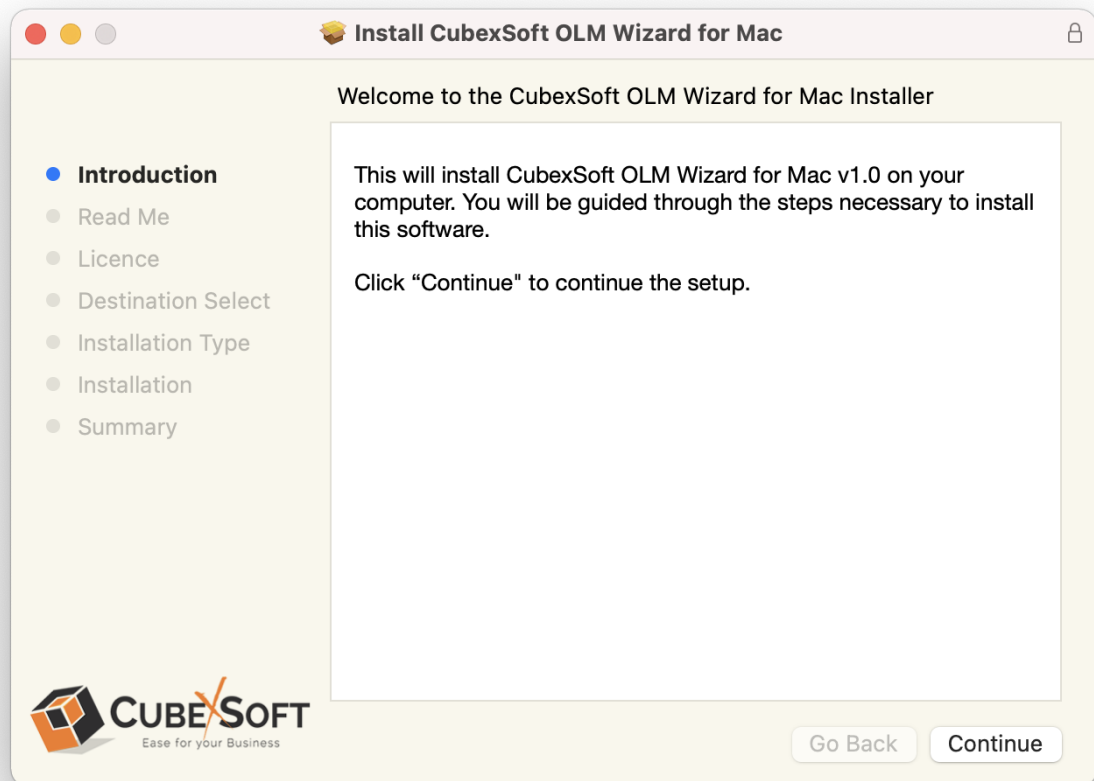 Install CubexSoft OLM Wizard for Mac
Welcome to the CubexSoft OLM Wizard for Mac Installer
Introduction
Read Me
Licence
Destination Select
Installation Type
Installation
Summary
This will install CubexSoft OLM Wizard for Mac v1.0 on your
computer. You will be guided through the steps necessary to install
this software.
Click “Continue" to continue the setup.
CUBEXSOFT
Ease for your Business
Go Back
Continue